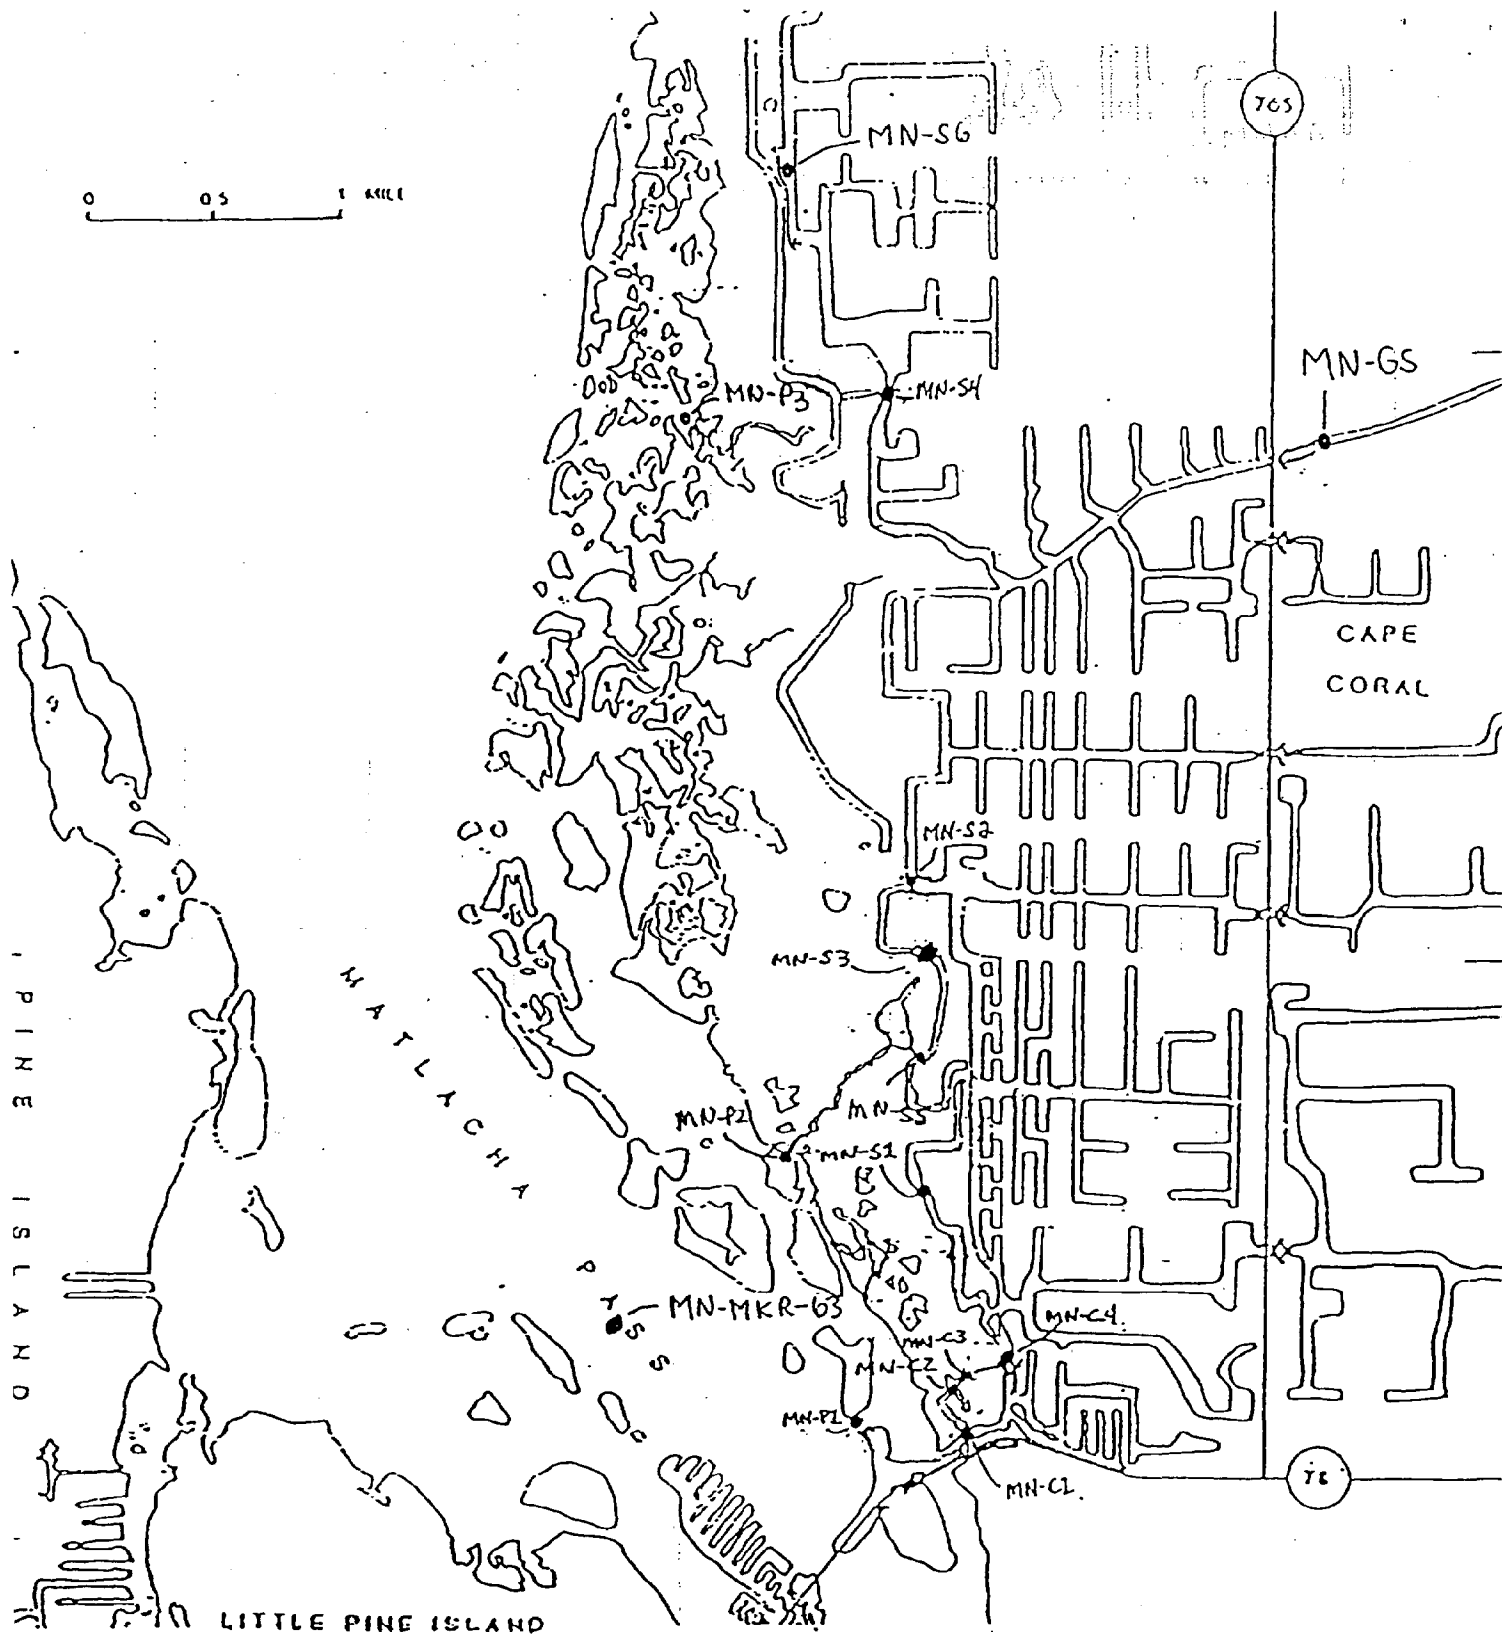 MN-S6
0 0.5 1 MILE
MN-GS
MN-P3
MN-S4
CAPE
CORAL
MN-S2
MN-S3
MATLACHA PASS
PINE ISLAND
MN-P2
MN-S5
MN-S1
MN-MKR-63
MN-C4
MN-C3
MN-C2
MN-P1
MN-C1
78
LITTLE PINE ISLAND